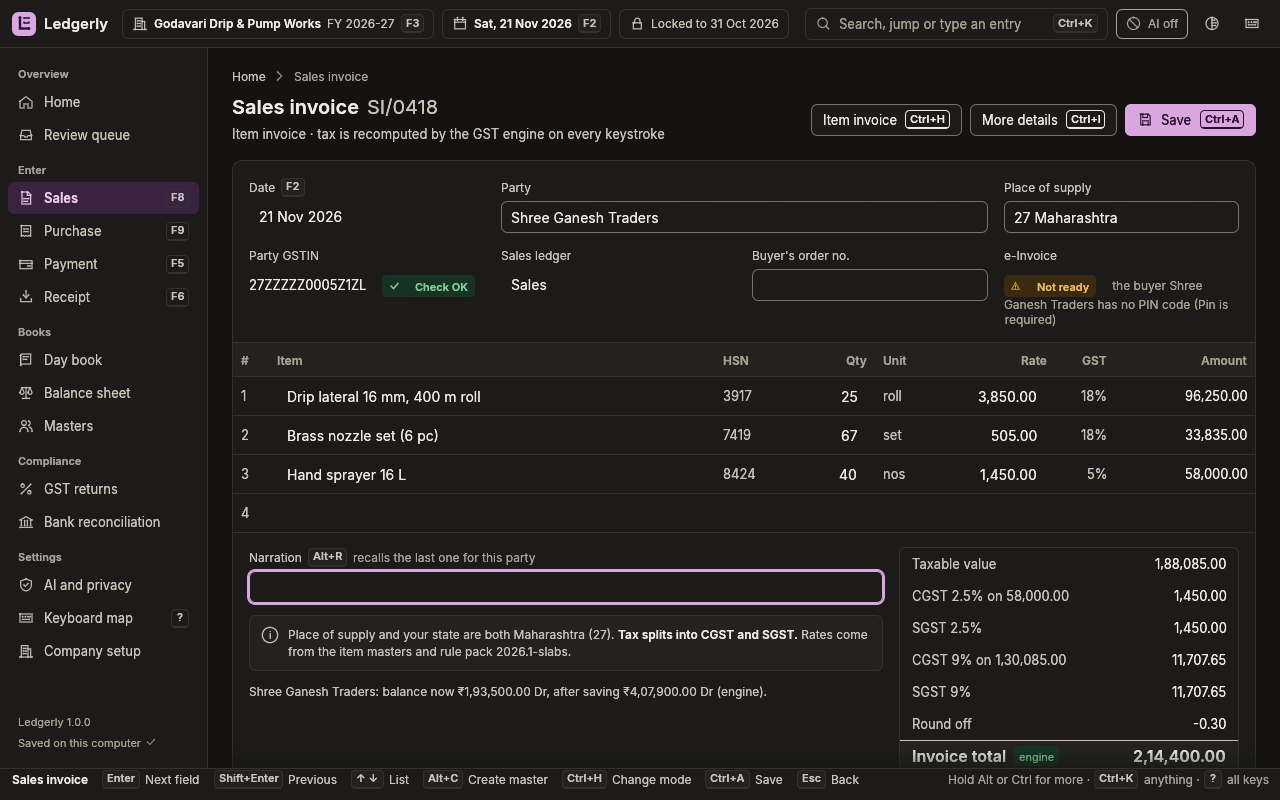 Ledgerly
Godavari Drip & Pump Works FY 2026-27 F3
Sat, 21 Nov 2026 F2
Locked to 31 Oct 2026
Search, jump or type an entry Ctrl+K
AI off
Overview
Home
Review queue
Enter
Sales F8
Purchase F9
Payment F5
Receipt F6
Books
Day book
Balance sheet
Masters
Compliance
GST returns
Bank reconciliation
Settings
AI and privacy
Keyboard map ?
Company setup
Ledgerly 1.0.0
Saved on this computer
Home Sales invoice
Sales invoice SI/0418
Item invoice · tax is recomputed by the GST engine on every keystroke
Item invoice Ctrl+H
More details Ctrl+I
Save Ctrl+A
Date F2 Party Place of supply
21 Nov 2026 Shree Ganesh Traders 27 Maharashtra
Party GSTIN Sales ledger Buyer's order no. e-Invoice
27ZZZZZ0005Z1ZL Check OK Sales Not ready the buyer Shree
Ganesh Traders has no PIN code (Pin is
required)
# Item HSN Qty Unit Rate GST Amount
1 Drip lateral 16 mm, 400 m roll 3917 25 roll 3,850.00 18% 96,250.00
2 Brass nozzle set (6 pc) 7419 67 set 505.00 18% 33,835.00
3 Hand sprayer 16 L 8424 40 nos 1,450.00 5% 58,000.00
4
Narration Alt+R recalls the last one for this party
Place of supply and your state are both Maharashtra (27). Tax splits into CGST and SGST. Rates come
from the item masters and rule pack 2026.1-slabs.
Shree Ganesh Traders: balance now ₹1,93,500.00 Dr, after saving ₹4,07,900.00 Dr (engine).
Taxable value 1,88,085.00
CGST 2.5% on 58,000.00 1,450.00
SGST 2.5% 1,450.00
CGST 9% on 1,30,085.00 11,707.65
SGST 9% 11,707.65
Round off -0.30
Invoice total engine 2,14,400.00
Sales invoice Enter Next field Shift+Enter Previous ↑ ↓ List Alt+C Create master Ctrl+H Change mode Ctrl+A Save Esc Back Hold Alt or Ctrl for more · Ctrl+K anything · ? all keys